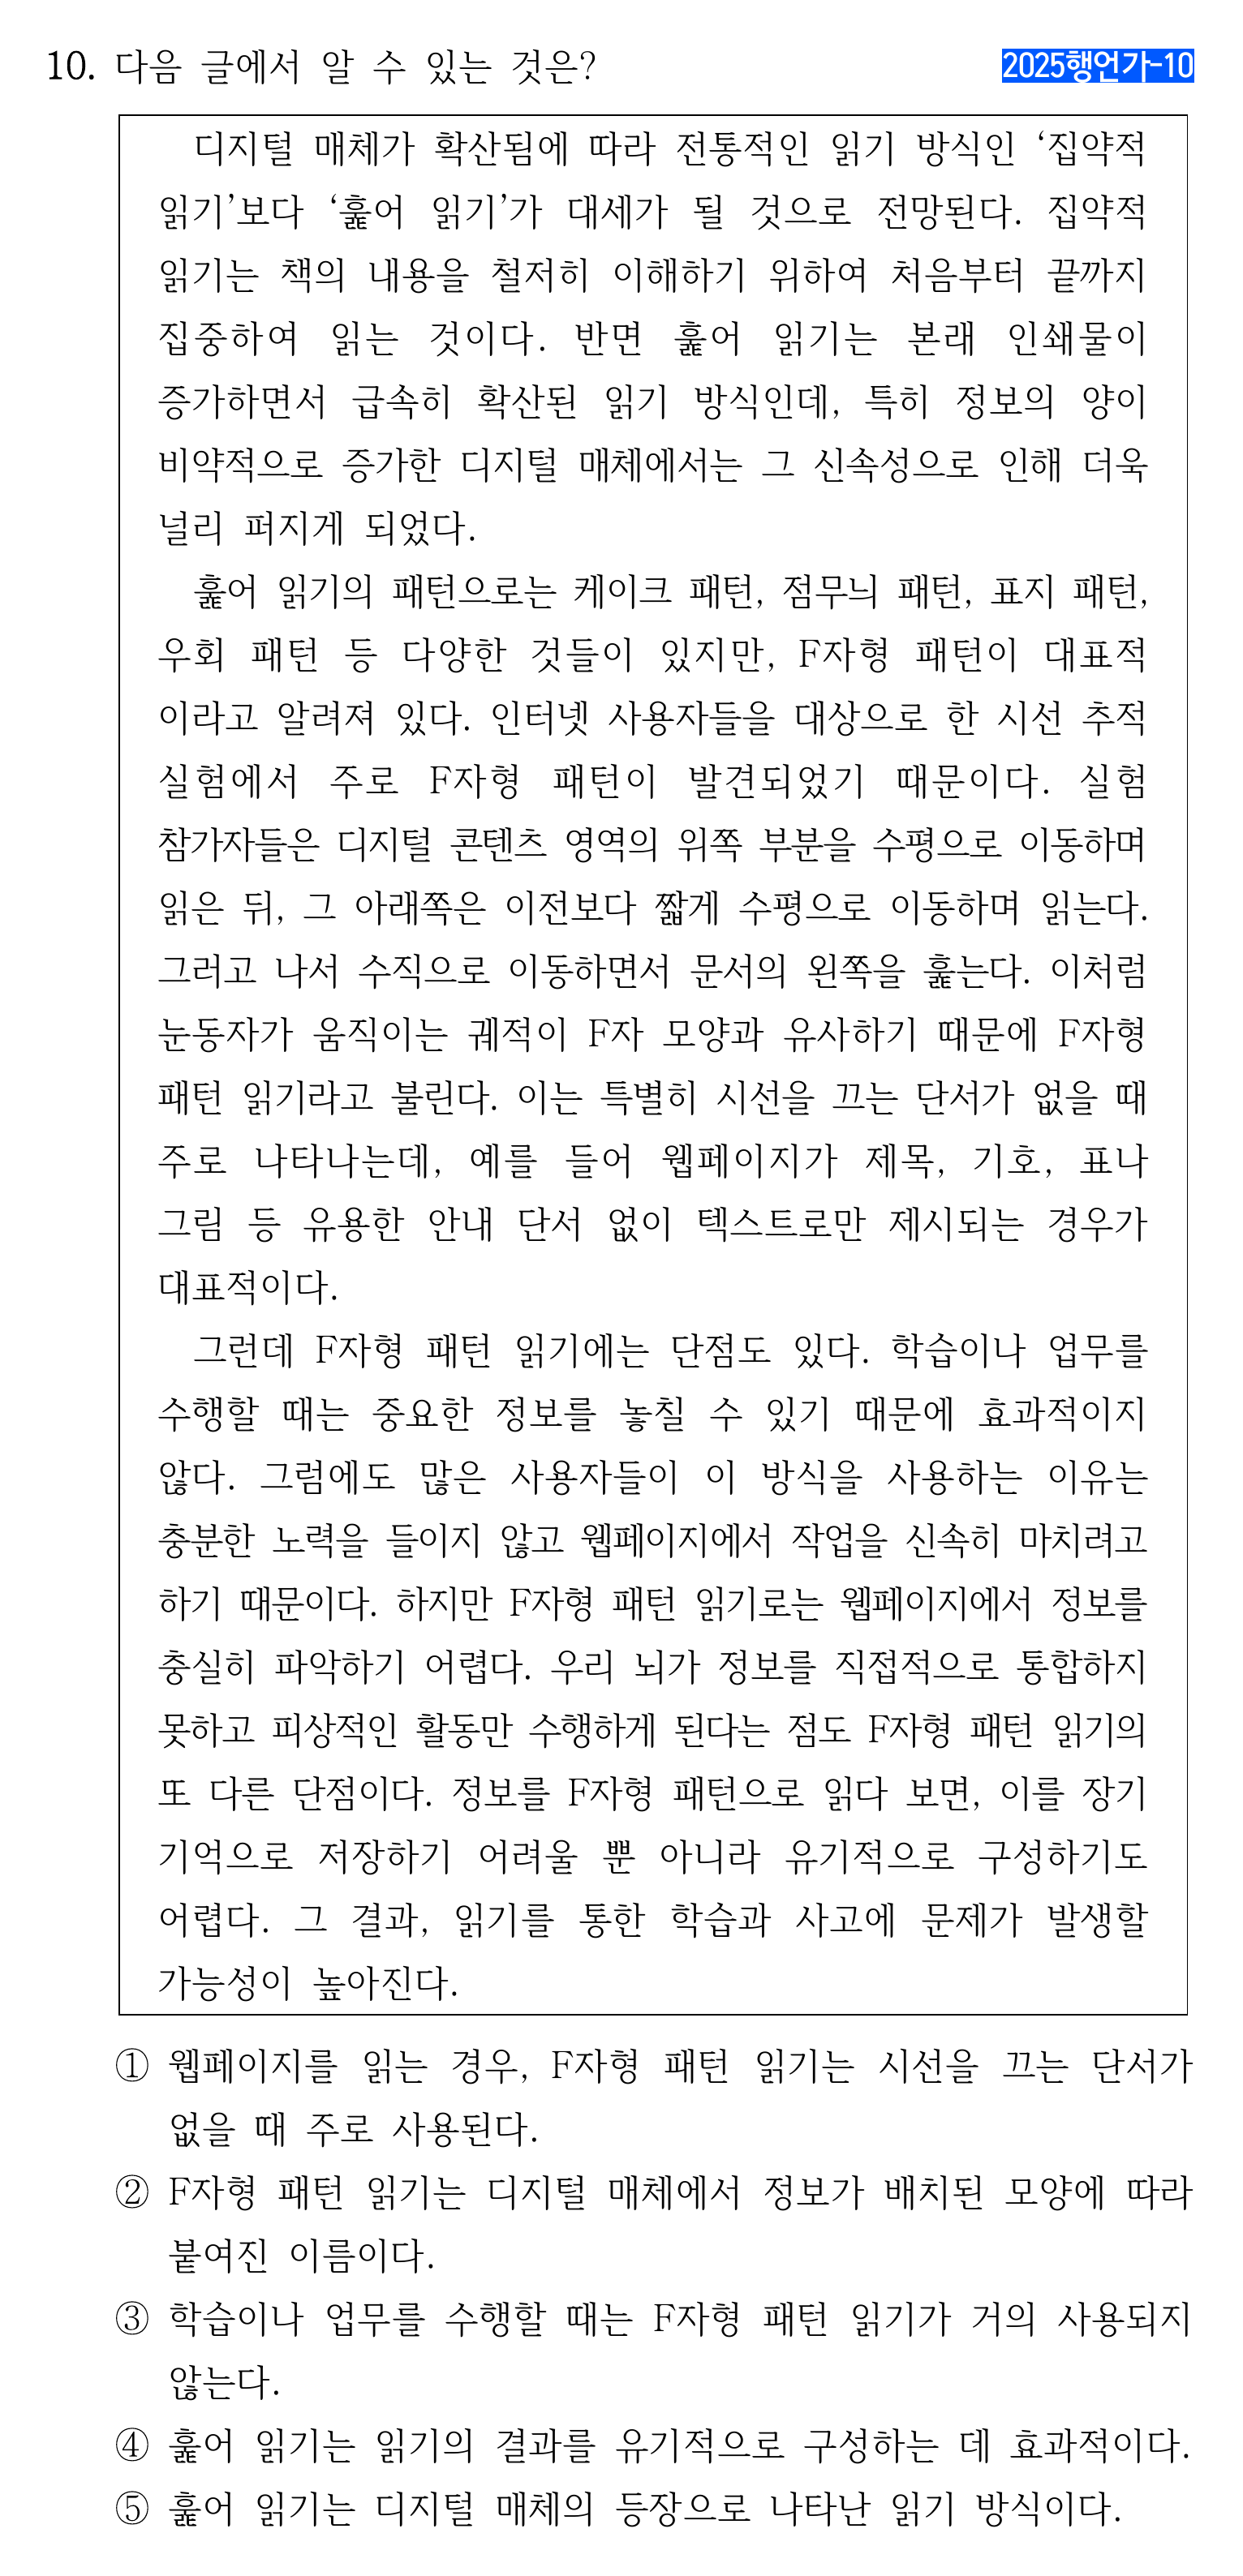 10. 다음 글에서 알 수 있는 것은?
2025행언가-10
디지털 매체가 확산됨에 따라 전통적인 읽기 방식인 ‘집약적
읽기’보다 ‘훑어 읽기’가 대세가 될 것으로 전망된다. 집약적
읽기는 책의 내용을 철저히 이해하기 위하여 처음부터 끝까지
집중하여 읽는 것이다. 반면 훑어 읽기는 본래 인쇄물이
증가하면서 급속히 확산된 읽기 방식인데, 특히 정보의 양이
비약적으로 증가한 디지털 매체에서는 그 신속성으로 인해 더욱
널리 퍼지게 되었다.
훑어 읽기의 패턴으로는 케이크 패턴, 점무늬 패턴, 표지 패턴,
우회 패턴 등 다양한 것들이 있지만, F자형 패턴이 대표적
이라고 알려져 있다. 인터넷 사용자들을 대상으로 한 시선 추적
실험에서 주로 F자형 패턴이 발견되었기 때문이다. 실험
참가자들은 디지털 콘텐츠 영역의 위쪽 부분을 수평으로 이동하며
읽은 뒤, 그 아래쪽은 이전보다 짧게 수평으로 이동하며 읽는다.
그러고 나서 수직으로 이동하면서 문서의 왼쪽을 훑는다. 이처럼
눈동자가 움직이는 궤적이 F자 모양과 유사하기 때문에 F자형
패턴 읽기라고 불린다. 이는 특별히 시선을 끄는 단서가 없을 때
주로 나타나는데, 예를 들어 웹페이지가 제목, 기호, 표나
그림 등 유용한 안내 단서 없이 텍스트로만 제시되는 경우가
대표적이다.
그런데 F자형 패턴 읽기에는 단점도 있다. 학습이나 업무를
수행할 때는 중요한 정보를 놓칠 수 있기 때문에 효과적이지
않다. 그럼에도 많은 사용자들이 이 방식을 사용하는 이유는
충분한 노력을 들이지 않고 웹페이지에서 작업을 신속히 마치려고
하기 때문이다. 하지만 F자형 패턴 읽기로는 웹페이지에서 정보를
충실히 파악하기 어렵다. 우리 뇌가 정보를 직접적으로 통합하지
못하고 피상적인 활동만 수행하게 된다는 점도 F자형 패턴 읽기의
또 다른 단점이다. 정보를 F자형 패턴으로 읽다 보면, 이를 장기
기억으로 저장하기 어려울 뿐 아니라 유기적으로 구성하기도
어렵다. 그 결과, 읽기를 통한 학습과 사고에 문제가 발생할
가능성이 높아진다.
① 웹페이지를 읽는 경우, F자형 패턴 읽기는 시선을 끄는 단서가
없을 때 주로 사용된다.
② F자형 패턴 읽기는 디지털 매체에서 정보가 배치된 모양에 따라
붙여진 이름이다.
③ 학습이나 업무를 수행할 때는 F자형 패턴 읽기가 거의 사용되지
않는다.
④ 훑어 읽기는 읽기의 결과를 유기적으로 구성하는 데 효과적이다.
⑤ 훑어 읽기는 디지털 매체의 등장으로 나타난 읽기 방식이다.